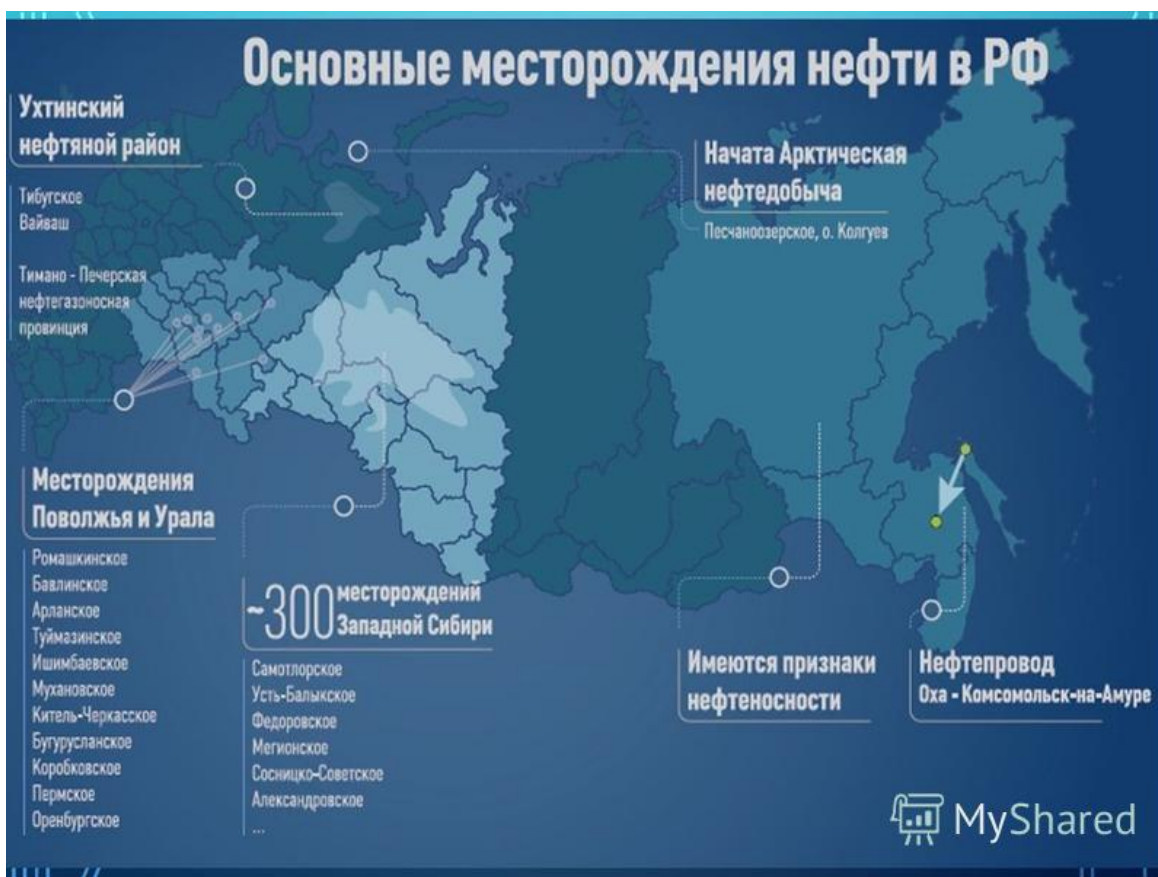 Основные месторождения нефти в РФ
Ухтинский
нефтяной район
Тибугское
Вайваш
Тимано - Печерская
нефтегазоносная
провинция
Начата Арктическая
нефтедобыча
Песчаноозерское, о. Колгуев
Месторождения
Поволжья и Урала
Ромашкинское
Бавлинское
Арланское
Туймазинское
Ишимбаевское
Мухановское
Китель-Черкасское
Бугурусланское
Коробковское
Пермское
Оренбургское
~300 месторождений
Западной Сибири
Самотлорское
Усть-Балыкское
Федоровское
Мегионское
Сосницко-Советское
Александровское
...
Имеются признаки
нефтеносности
Нефтепровод
Оха - Комсомольск-на-Амуре
MyShared